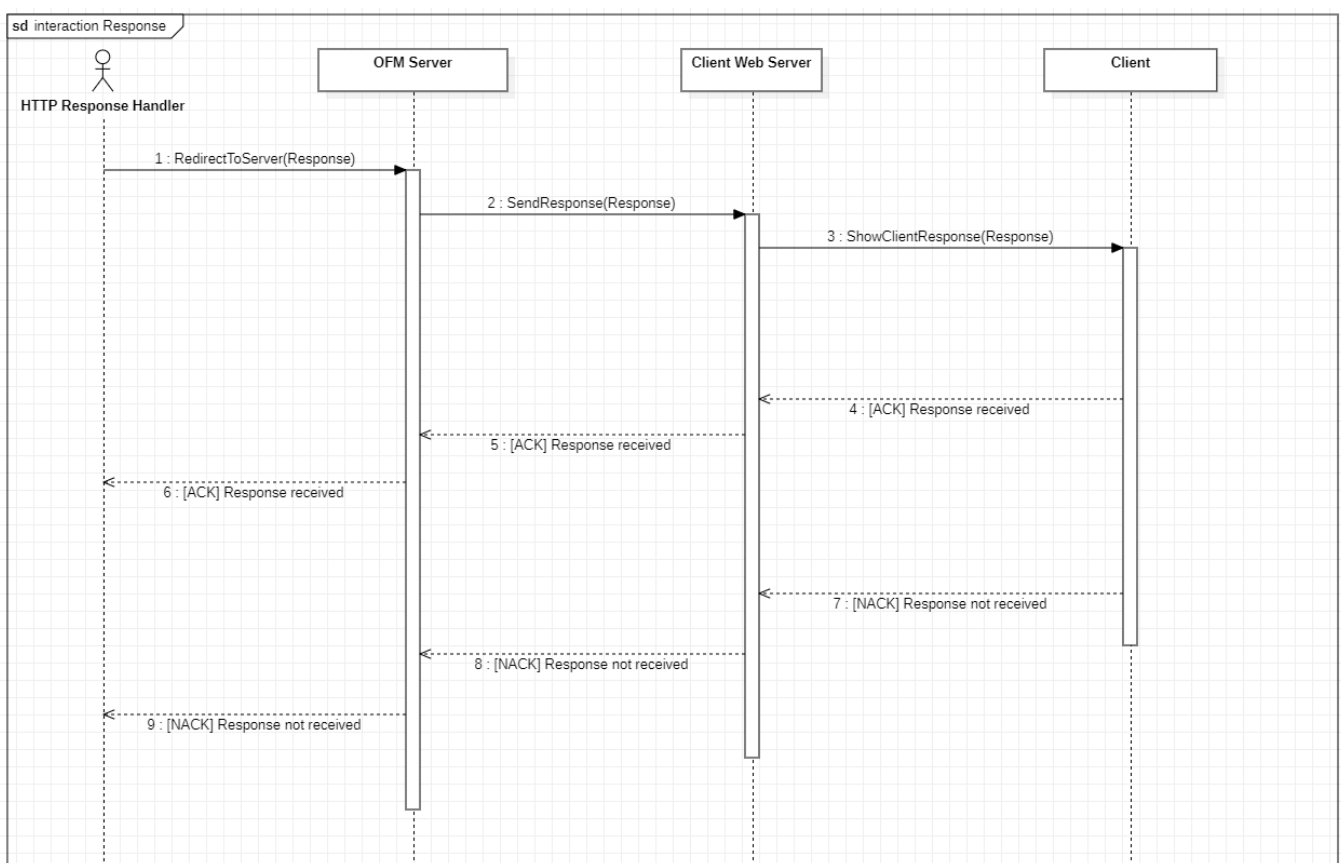 sd interaction Response
OFM Server
Client Web Server
Client
HTTP Response Handler
1 : RedirectToServer(Response)
2 : SendResponse(Response)
3 : ShowClientResponse(Response)
4 : [ACK] Response received
5 : [ACK] Response received
6 : [ACK] Response received
7 : [NACK] Response not received
8 : [NACK] Response not received
9 : [NACK] Response not received